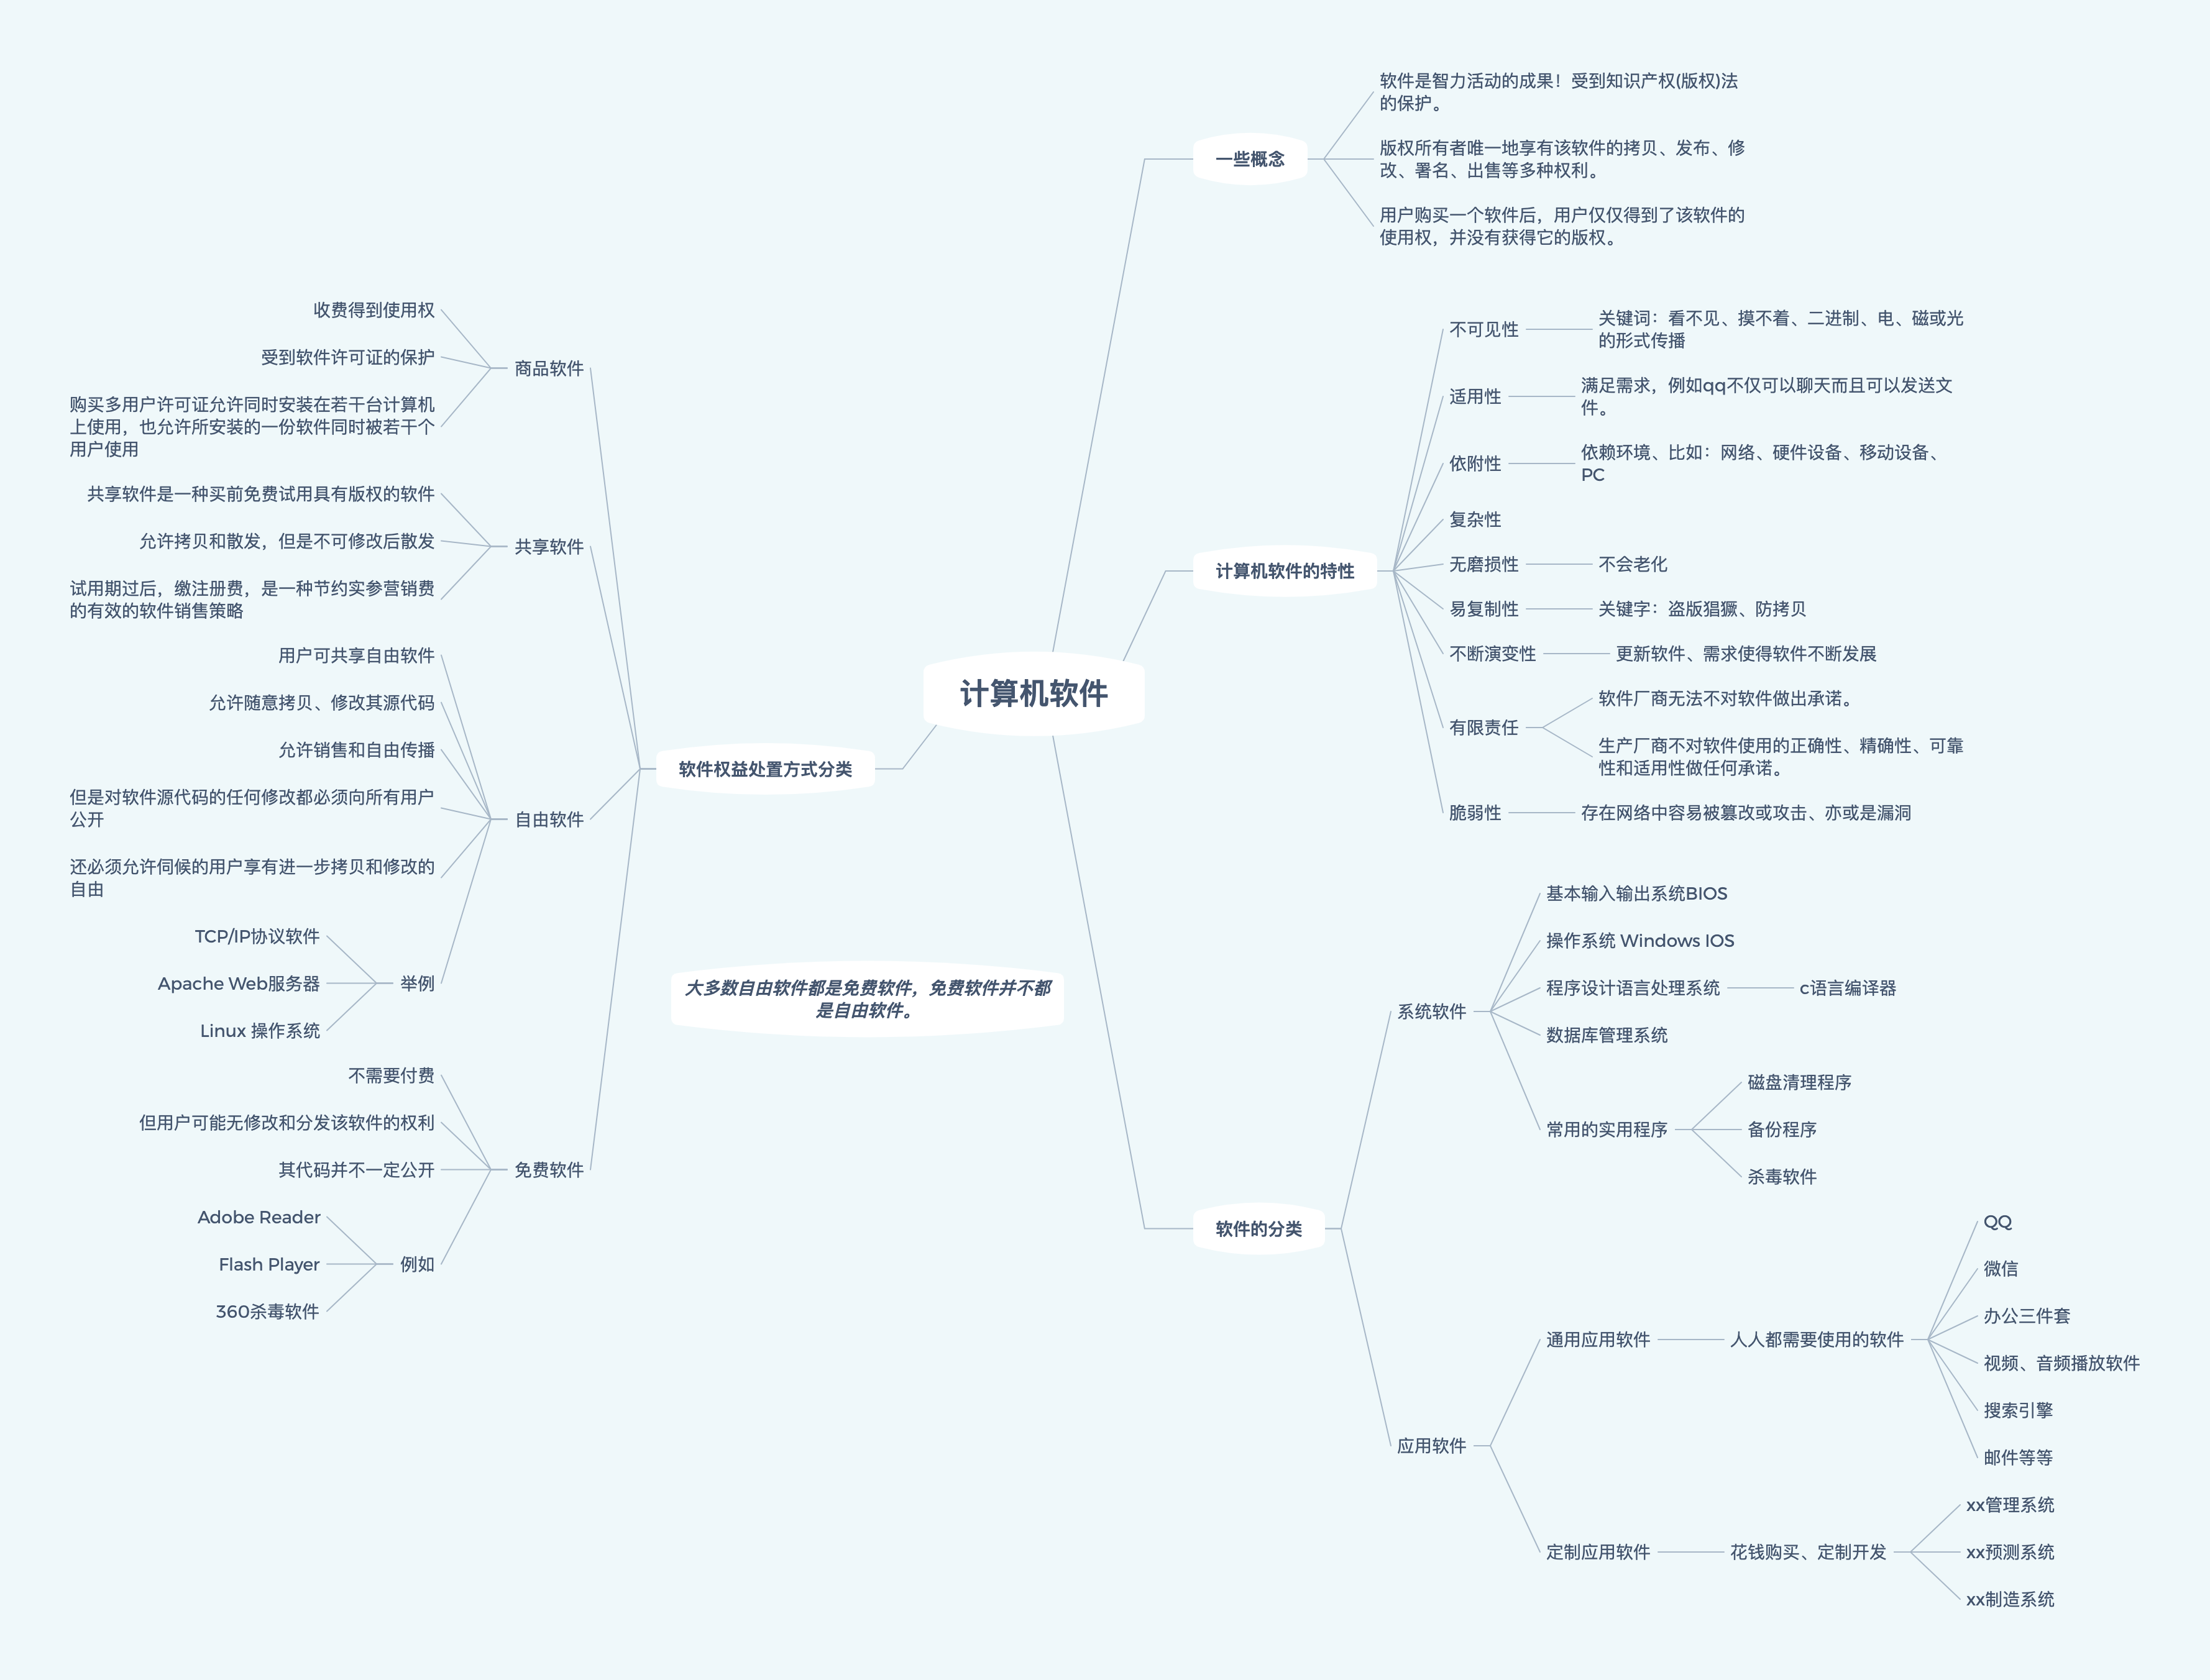 计算机软件
一些概念
软件是智力活动的成果！受到知识产权(版权)法
的保护。
版权所有者唯一地享有该软件的拷贝、发布、修
改、署名、出售等多种权利。
用户购买一个软件后，用户仅仅得到了该软件的
使用权，并没有获得它的版权。
计算机软件的特性
不可见性
关键词：看不见、摸不着、二进制、电、磁或光
的形式传播
适用性
满足需求，例如qq不仅可以聊天而且可以发送文
件。
依附性
依赖环境、比如：网络、硬件设备、移动设备、
PC
复杂性
无磨损性
不会老化
易复制性
关键字：盗版猖獗、防拷贝
不断演变性
更新软件、需求使得软件不断发展
有限责任
软件厂商无法不对软件做出承诺。
生产厂商不对软件使用的正确性、精确性、可靠
性和适用性做任何承诺。
脆弱性
存在网络中容易被篡改或攻击、亦或是漏洞
软件的分类
系统软件
基本输入输出系统BIOS
操作系统 Windows IOS
程序设计语言处理系统
c语言编译器
数据库管理系统
常用的实用程序
磁盘清理程序
备份程序
杀毒软件
应用软件
通用应用软件
人人都需要使用的软件
QQ
微信
办公三件套
视频、音频播放软件
搜索引擎
邮件等等
定制应用软件
花钱购买、定制开发
xx管理系统
xx预测系统
xx制造系统
软件权益处置方式分类
商品软件
收费得到使用权
受到软件许可证的保护
购买多用户许可证允许同时安装在若干台计算机
上使用，也允许所安装的一份软件同时被若干个
用户使用
共享软件
共享软件是一种买前免费试用具有版权的软件
允许拷贝和散发，但是不可修改后散发
试用期过后，缴注册费，是一种节约实参营销费
的有效的软件销售策略
自由软件
用户可共享自由软件
允许随意拷贝、修改其源代码
允许销售和自由传播
但是对软件源代码的任何修改都必须向所有用户
公开
还必须允许伺候的用户享有进一步拷贝和修改的
自由
举例
TCP/IP协议软件
Apache Web服务器
Linux 操作系统
免费软件
不需要付费
但用户可能无修改和分发该软件的权利
其代码并不一定公开
例如
Adobe Reader
Flash Player
360杀毒软件
大多数自由软件都是免费软件，免费软件并不都
是自由软件。